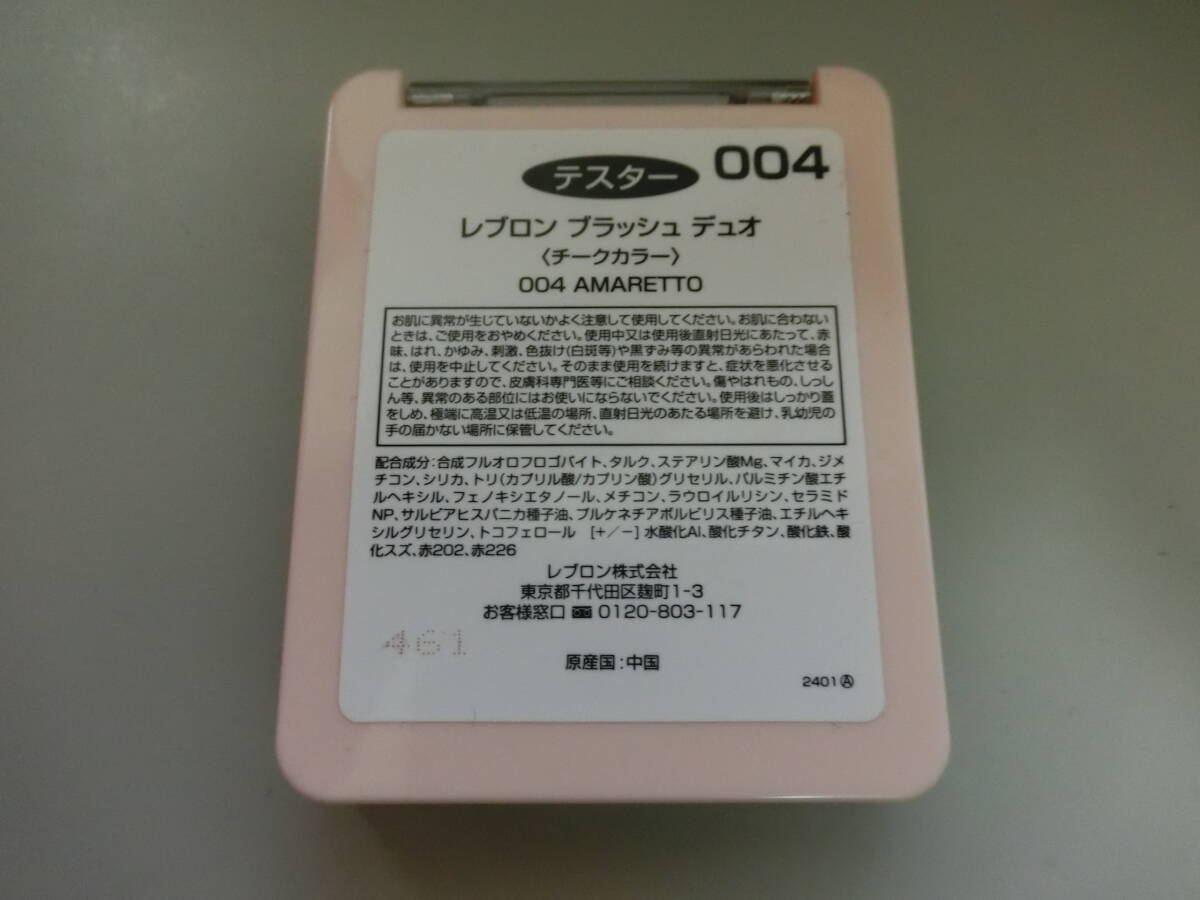 テスター 004
レブロン ブラッシュ デュオ
〈チークカラー〉
004 AMARETTO
お肌に異常が生じていないかよく注意して使用してください。お肌に合わない
ときは、ご使用をおやめください。使用中又は使用後直射日光にあたって、赤
味、はれ、かゆみ、刺激、色抜け(白斑等)や黒ずみ等の異常があらわれた場合
は、使用を中止してください。そのまま使用を続けますと、症状を悪化させる
ことがありますので、皮膚科専門医等にご相談ください。傷やはれもの、しっし
ん等、異常のある部位にはお使いにならないでください。使用後はしっかり蓋
をしめ、極端に高温又は低温の場所、直射日光のあたる場所を避け、乳幼児の
手の届かない場所に保管してください。
配合成分:合成フルオロフロゴパイト、タルク、ステアリン酸Mg、マイカ、ジメ
チコン、シリカ、トリ(カプリル酸/カプリン酸)グリセリル、パルミチン酸エチ
ルヘキシル、フェノキシエタノール、メチコン、ラウロイルリシン、セラミド
NP、サルビアヒスパニカ種子油、プルケネチアボルビリス種子油、エチルヘキ
シルグリセリン、トコフェロール [+/-] 水酸化Al、酸化チタン、酸化鉄、酸
化スズ、赤202、赤226
レブロン株式会社
東京都千代田区麹町1-3
お客様窓口 0120-803-117
461
原産国:中国
2401Ⓐ